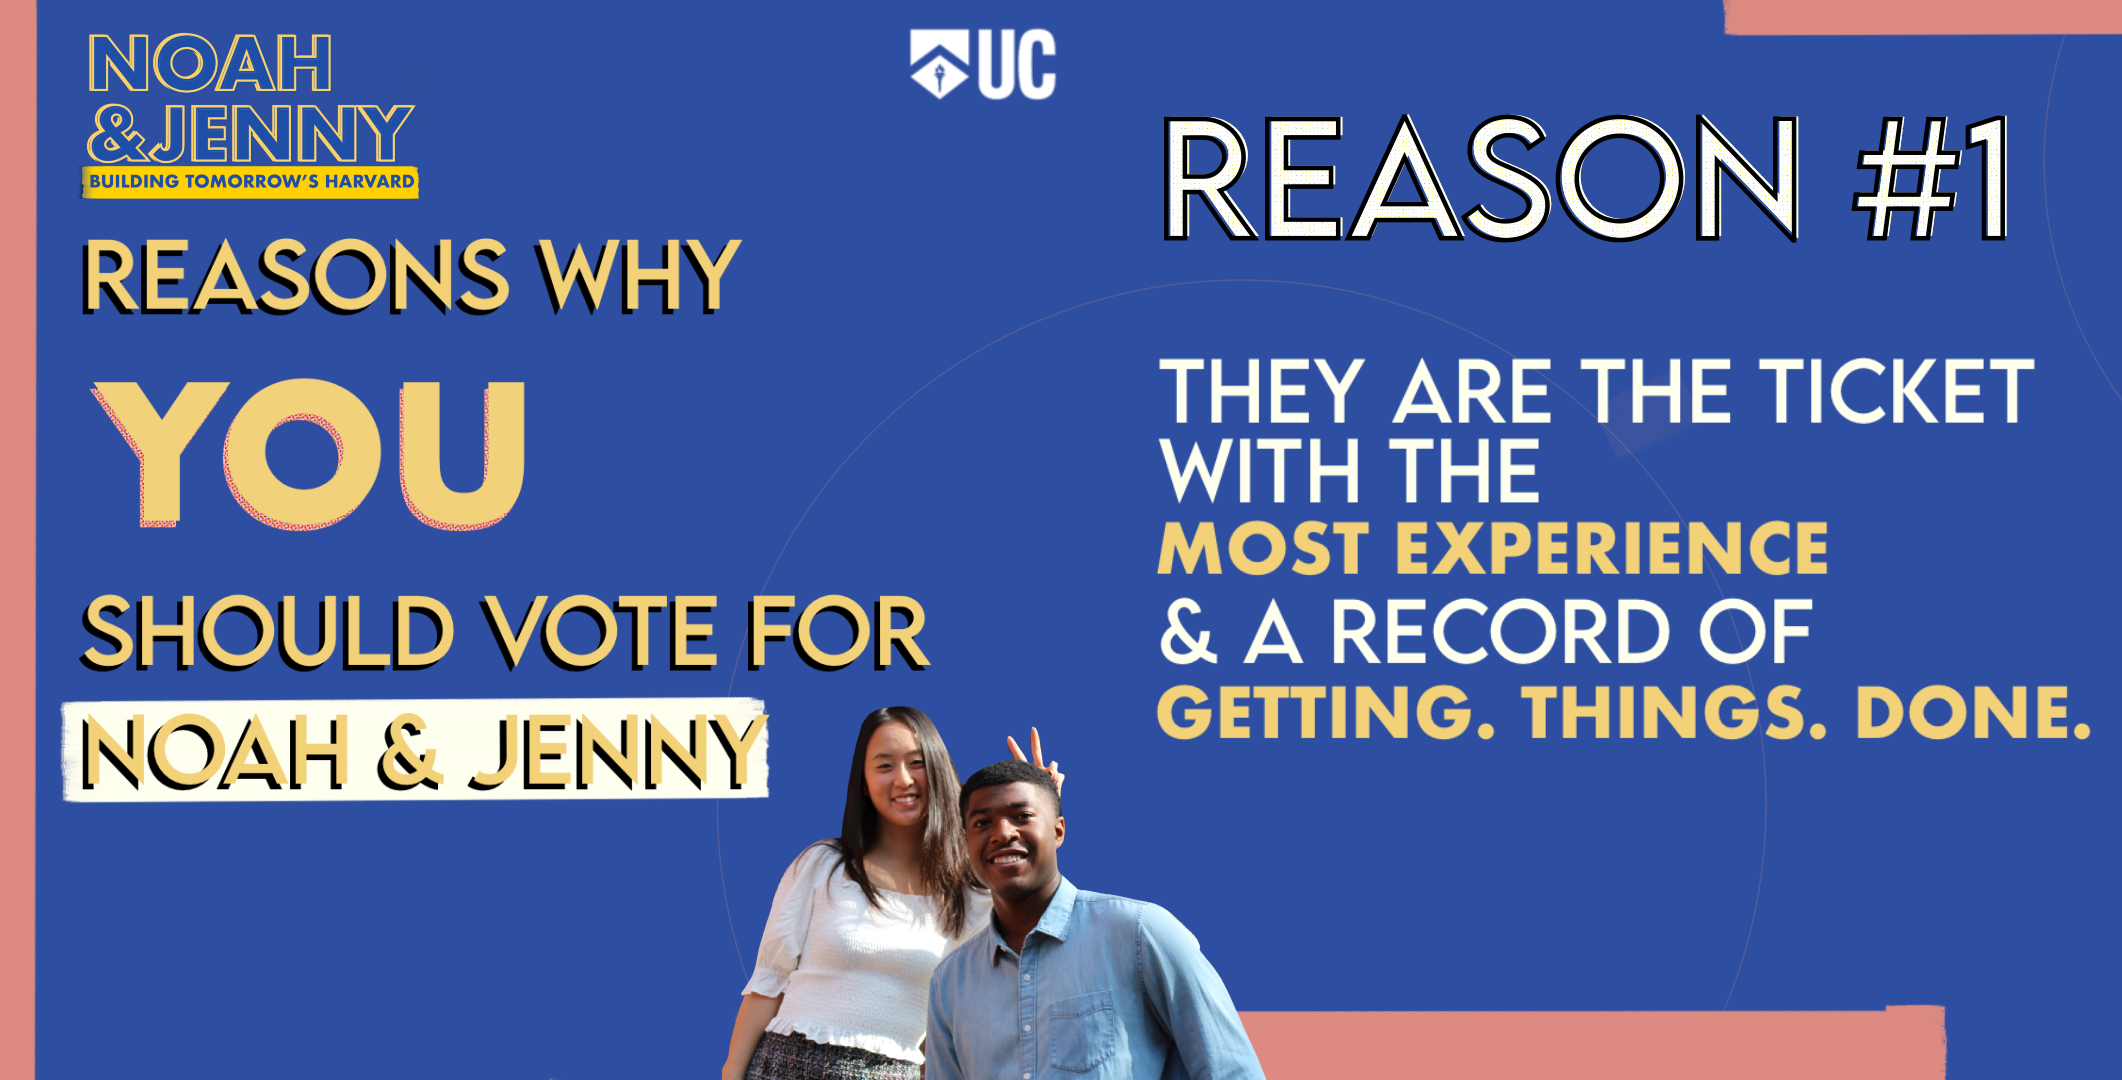 NOAH
&JENNY
BUILDING TOMORROW'S HARVARD
REASONS WHY
YOU
SHOULD VOTE FOR
NOAH & JENNY
UC
REASON #1
THEY ARE THE TICKET
WITH THE
MOST EXPERIENCE
& A RECORD OF
GETTING. THINGS. DONE.